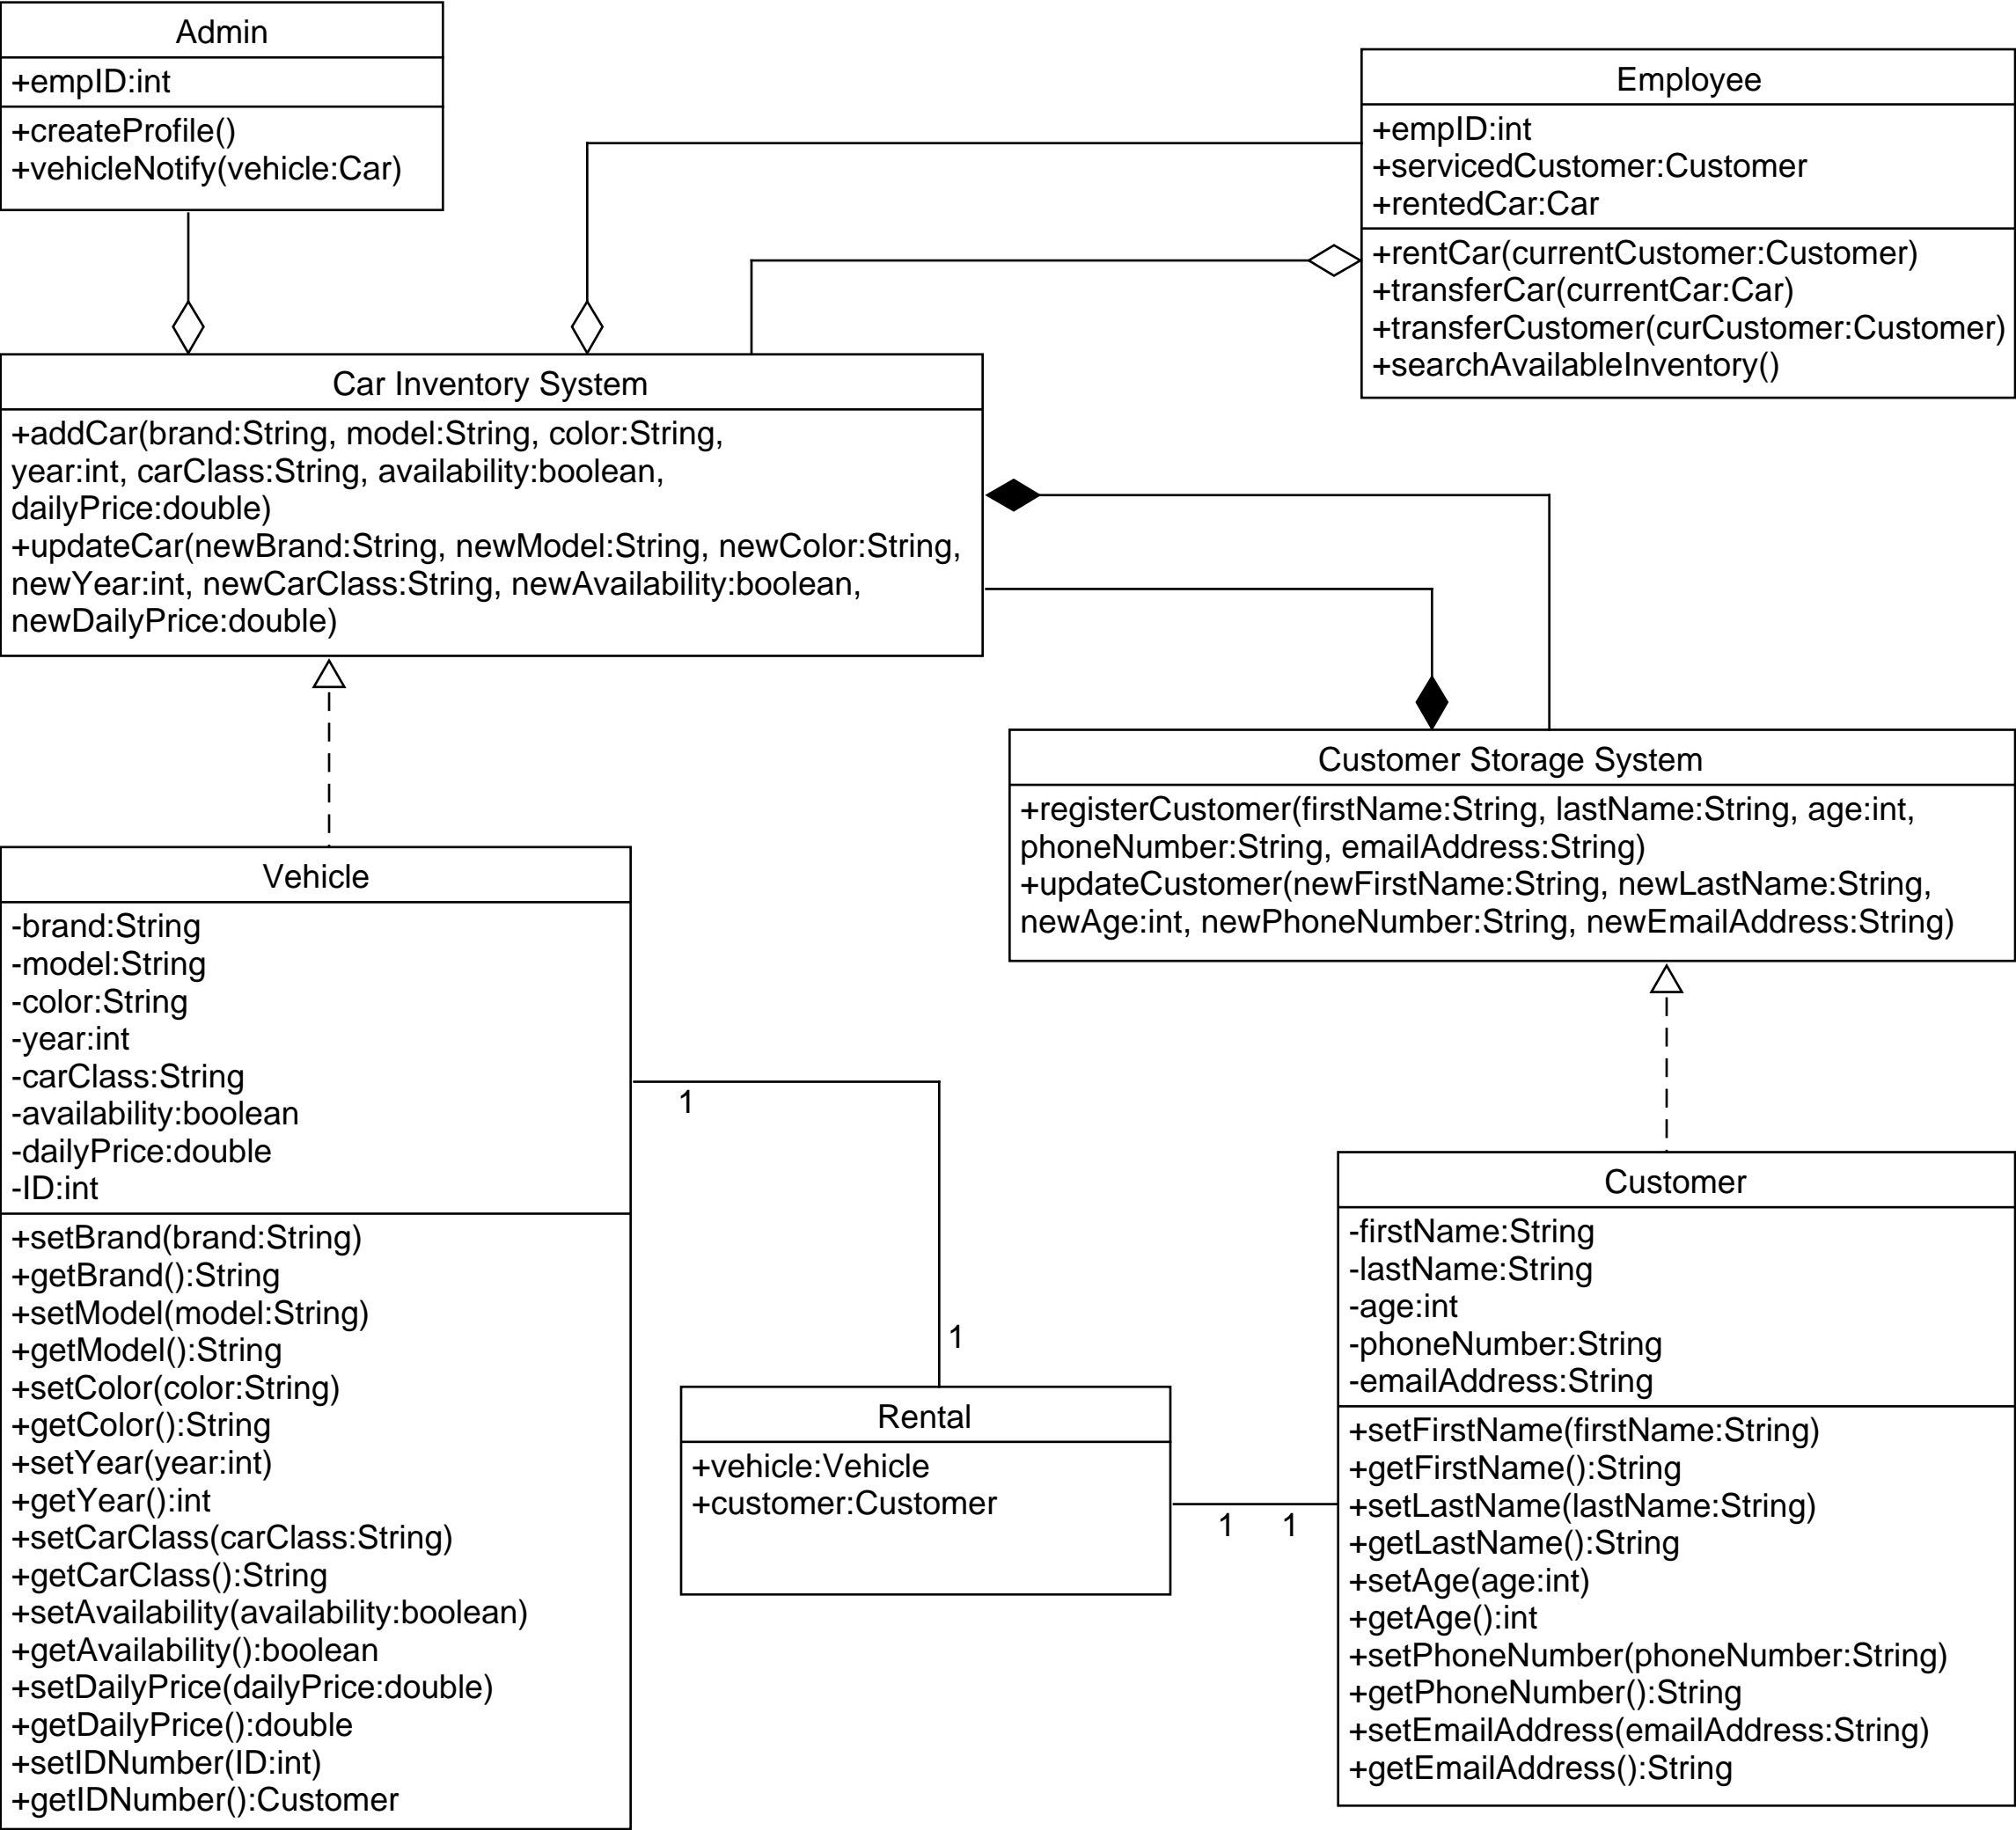 Admin
+empID:int
+createProfile()
+vehicleNotify(vehicle:Car)
Employee
+empID:int
+servicedCustomer:Customer
+rentedCar:Car
+rentCar(currentCustomer:Customer)
+transferCar(currentCar:Car)
+transferCustomer(curCustomer:Customer)
+searchAvailableInventory()
Car Inventory System
+addCar(brand:String, model:String, color:String,
year:int, carClass:String, availability:boolean,
dailyPrice:double)
+updateCar(newBrand:String, newModel:String, newColor:String,
newYear:int, newCarClass:String, newAvailability:boolean,
newDailyPrice:double)
Customer Storage System
+registerCustomer(firstName:String, lastName:String, age:int,
phoneNumber:String, emailAddress:String)
+updateCustomer(newFirstName:String, newLastName:String,
newAge:int, newPhoneNumber:String, newEmailAddress:String)
Vehicle
-brand:String
-model:String
-color:String
-year:int
-carClass:String
-availability:boolean
-dailyPrice:double
-ID:int
+setBrand(brand:String)
+getBrand():String
+setModel(model:String)
+getModel():String
+setColor(color:String)
+getColor():String
+setYear(year:int)
+getYear():int
+setCarClass(carClass:String)
+getCarClass():String
+setAvailability(availability:boolean)
+getAvailability():boolean
+setDailyPrice(dailyPrice:double)
+getDailyPrice():double
+setIDNumber(ID:int)
+getIDNumber():Customer
1
1
Rental
+vehicle:Vehicle
+customer:Customer
1 1
Customer
-firstName:String
-lastName:String
-age:int
-phoneNumber:String
-emailAddress:String
+setFirstName(firstName:String)
+getFirstName():String
+setLastName(lastName:String)
+getLastName():String
+setAge(age:int)
+getAge():int
+setPhoneNumber(phoneNumber:String)
+getPhoneNumber():String
+setEmailAddress(emailAddress:String)
+getEmailAddress():String